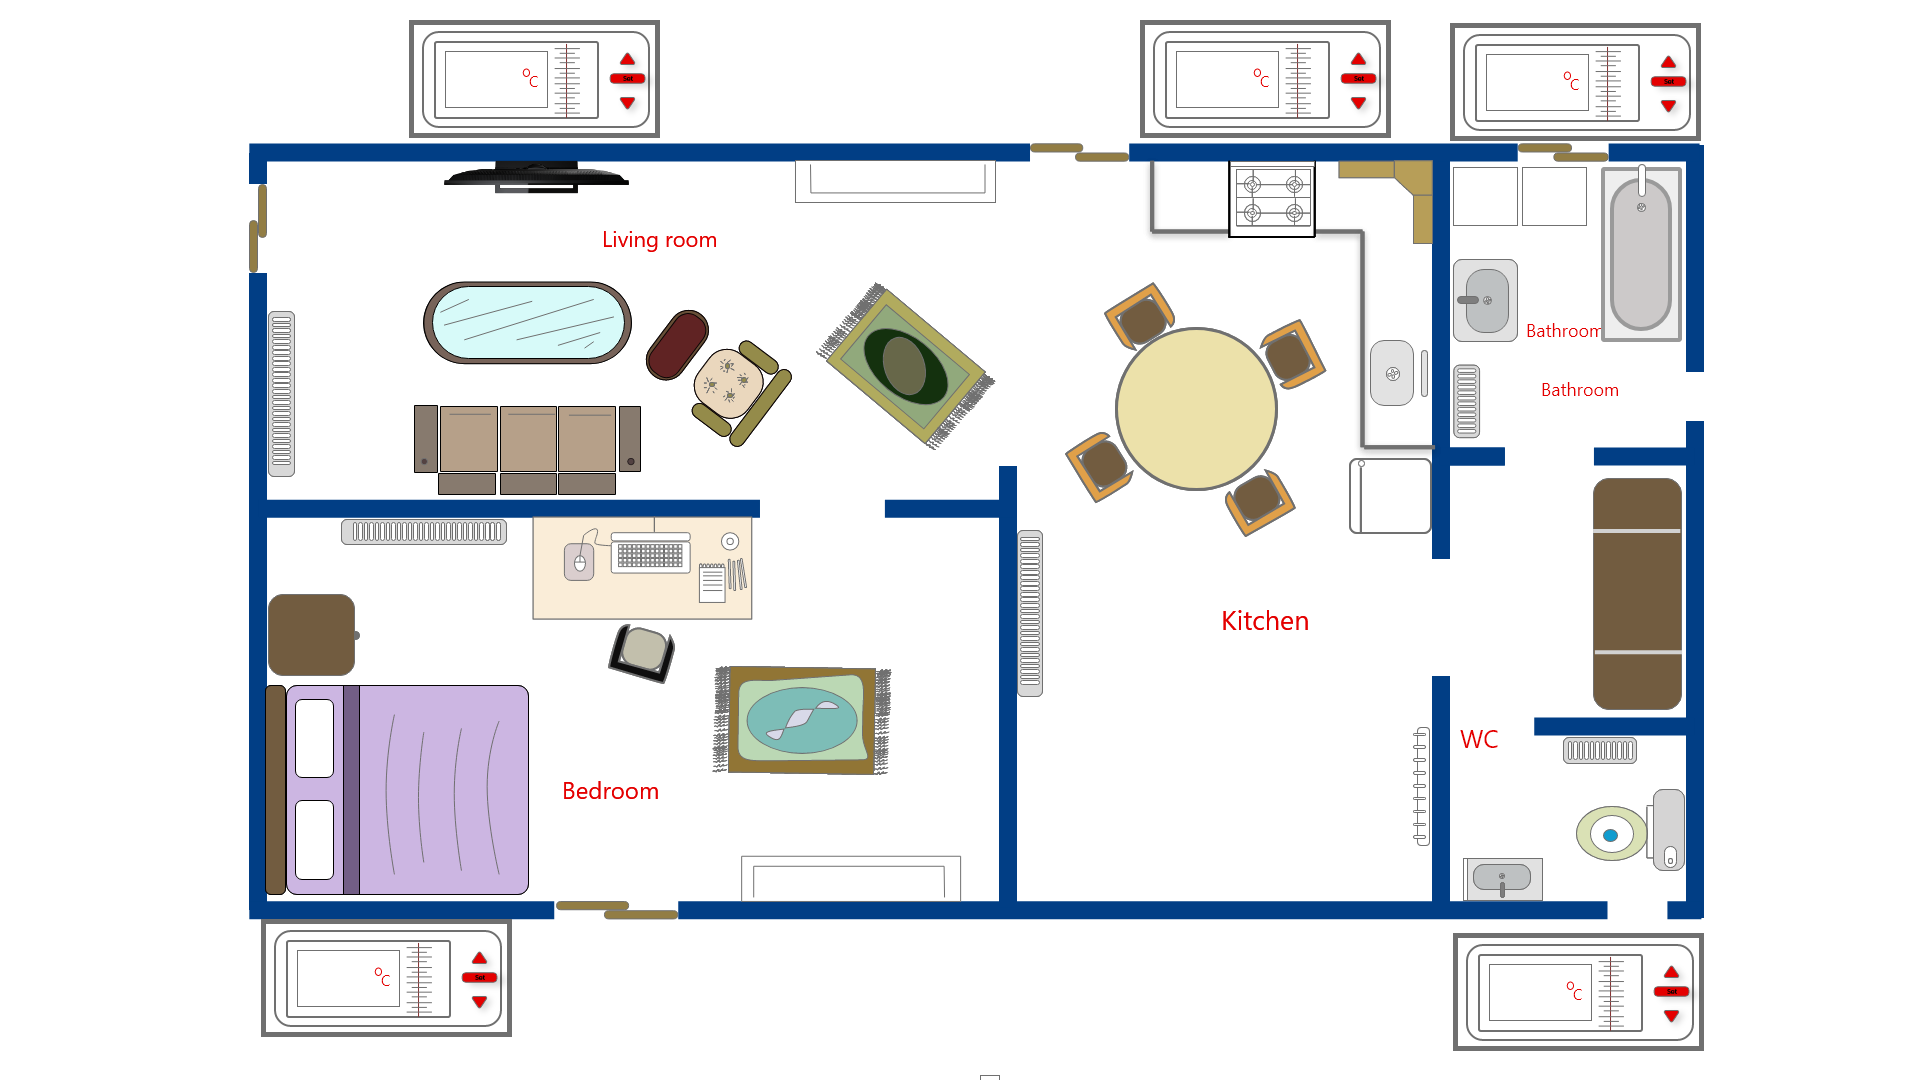 °C
Set
°C
Set
°C
Set
Living room
Bathroom
Bathroom
Kitchen
WC
Bedroom
°C
Set
°C
Set